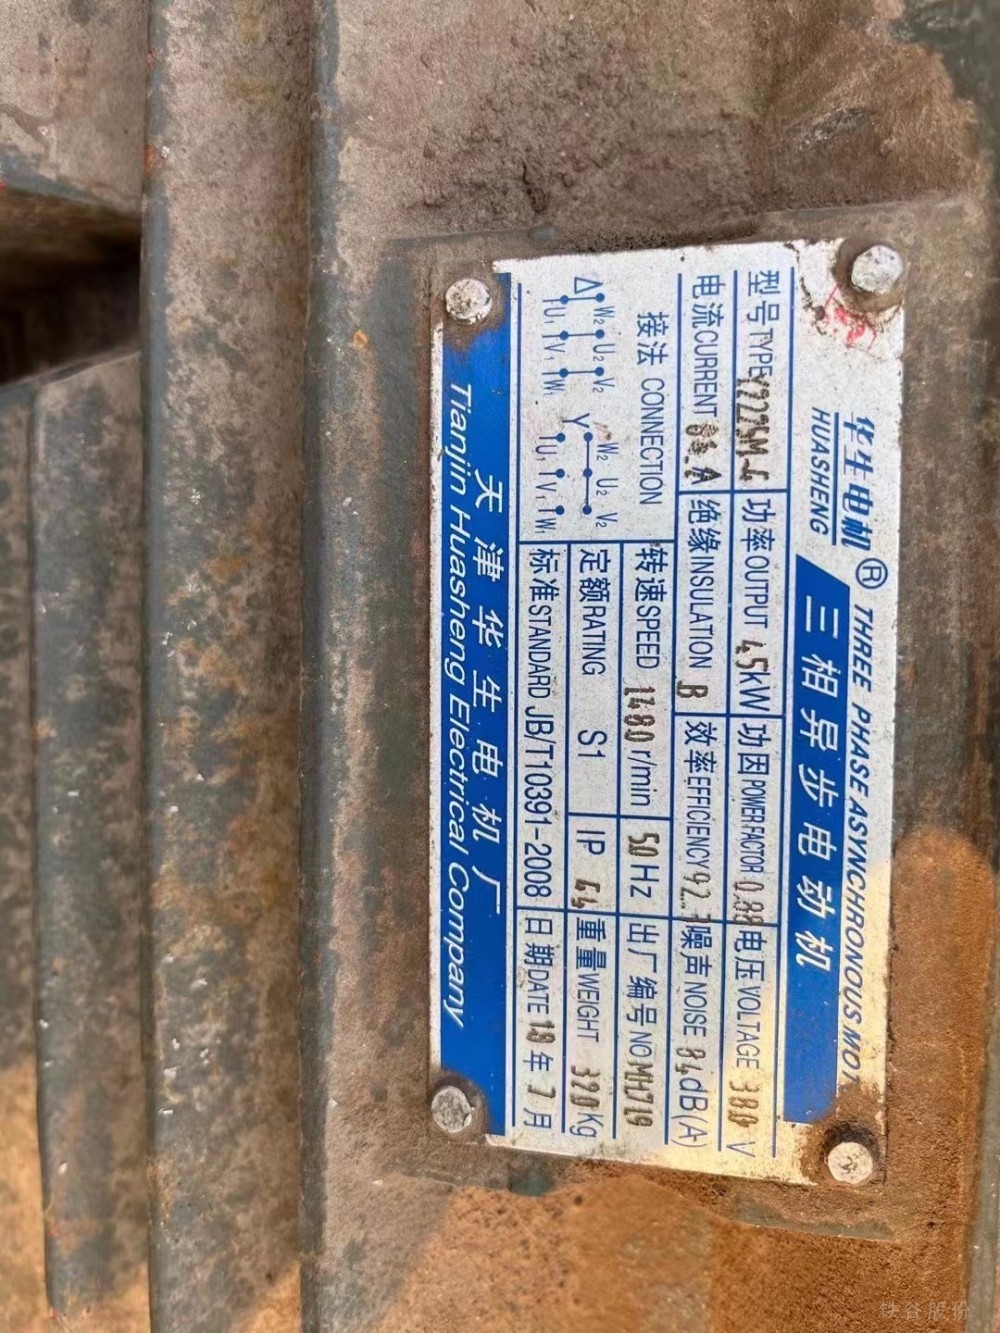 华生电机®
HUASHENG
THREE PHASE ASYNCHRONOUS MOT
三相异步电动机
型号TYPE Y2225M-4 功率OUTPUT 45kW 功因POWER FACTOR 0.88 电压VOLTAGE 380 V
电流CURRENT A 绝缘INSULATION B 效率EFFICIENCY 92. 噪声NOISE 84dB(A)
接法 CONNECTION 转速SPEED 1480 r/min 50 Hz 出厂编号NO MH719
定额RATING S1 IP 44 重量WEIGHT 320 Kg
标准STANDARD JB/T10391-2008 日期DATE 18 年 7 月
Δ W2 U2 V2 Y W2 U2 V2
U1 V1 W1 U1 V1 W1
天津华生电机厂
Tianjin Huasheng Electrical Company
铁谷股份